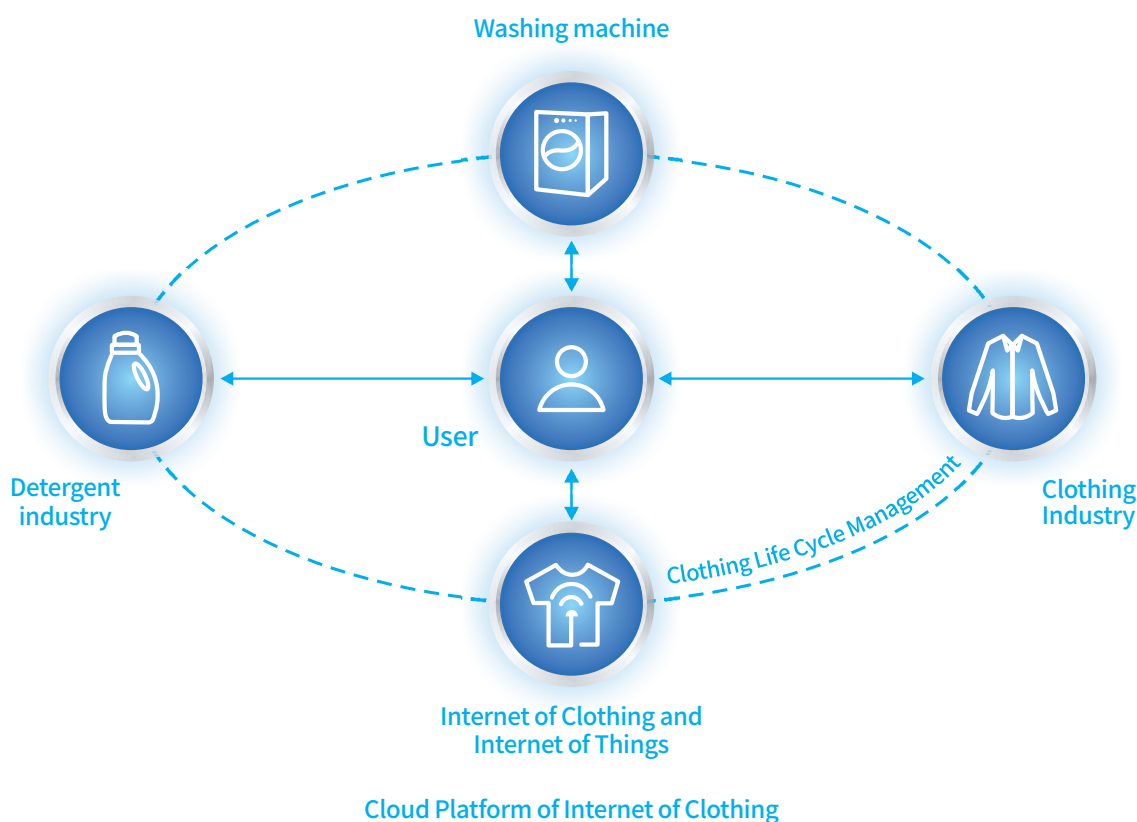 Washing machine
User
Detergent
industry
Clothing
Industry
Clothing Life Cycle Management
Internet of Clothing and
Internet of Things
Cloud Platform of Internet of Clothing